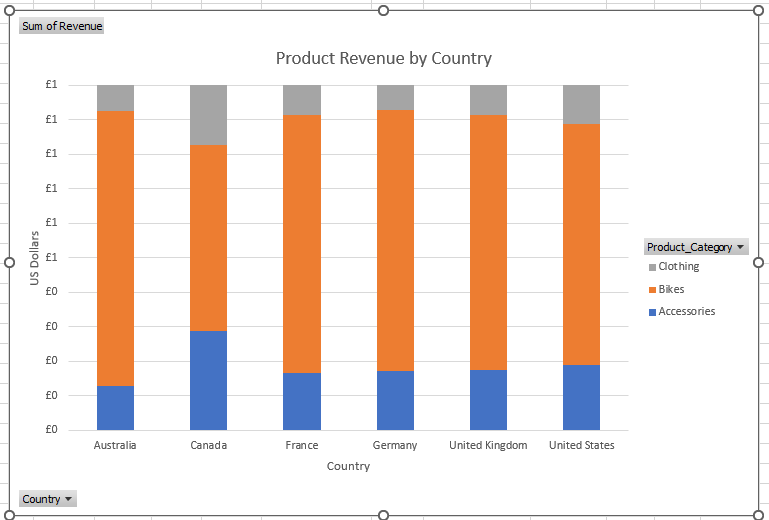 Sum of Revenue
Product Revenue by Country
£1
£1
£1
£1
£1
£1
£0
£0
£0
£0
£0
US Dollars
Australia
Canada
France
Germany
United Kingdom
United States
Country
Product_Category
Clothing
Bikes
Accessories
Country